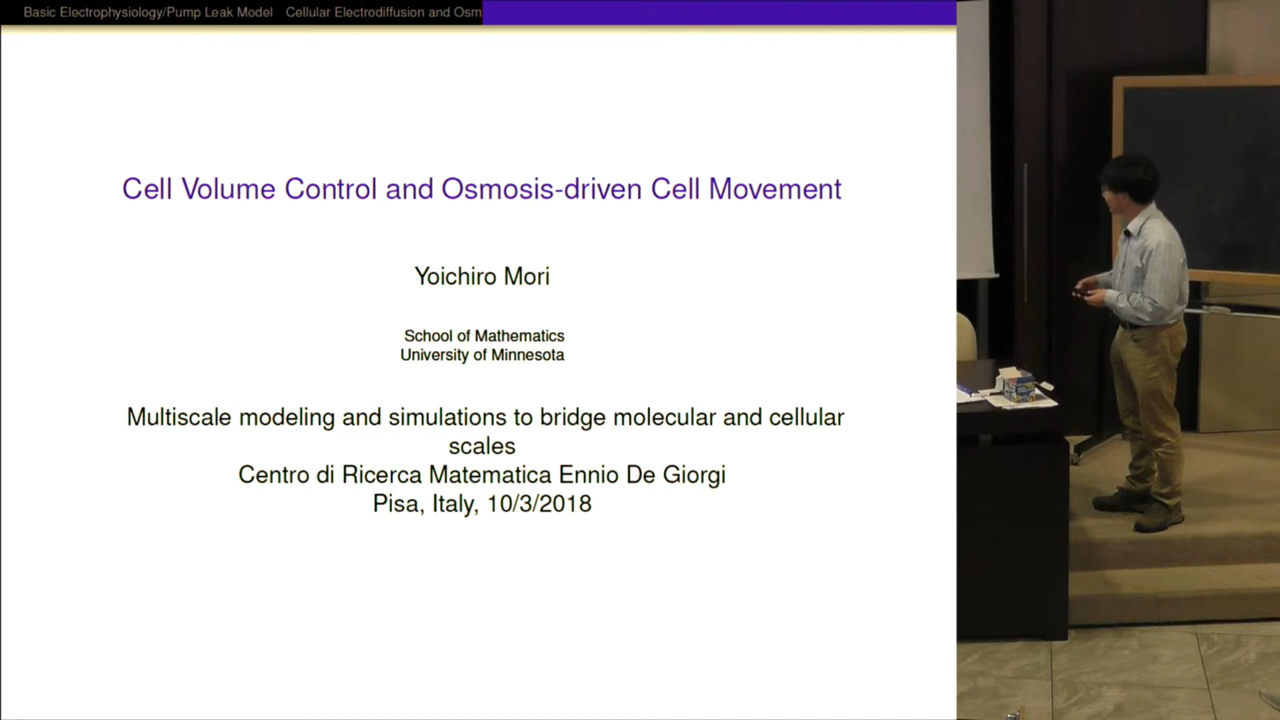 Basic Electrophysiology/Pump Leak Model Cellular Electrodiffusion and Osm
Cell Volume Control and Osmosis-driven Cell Movement
Yoichiro Mori
School of Mathematics
University of Minnesota
Multiscale modeling and simulations to bridge molecular and cellular
scales
Centro di Ricerca Matematica Ennio De Giorgi
Pisa, Italy, 10/3/2018